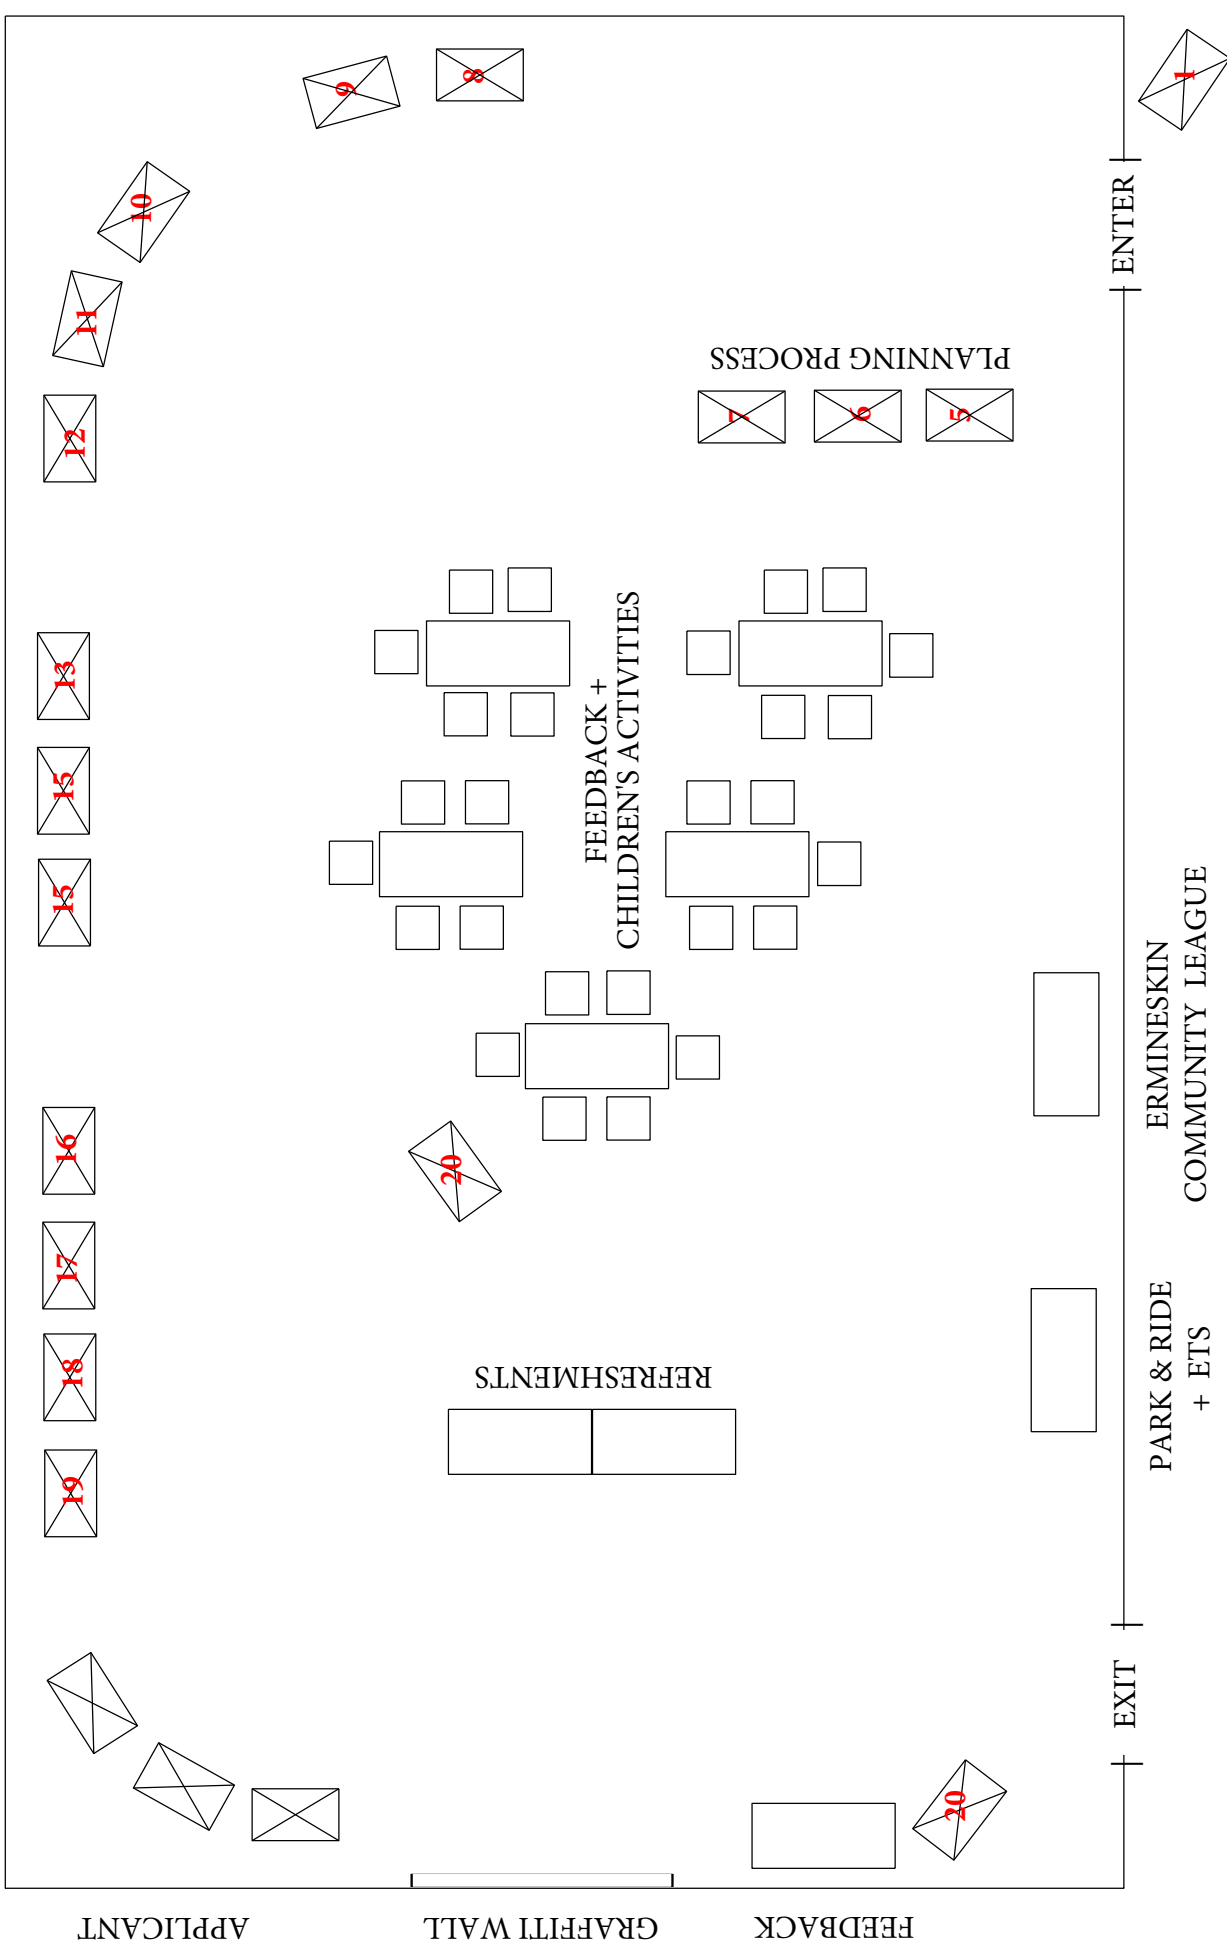 1
ENTER
8
9
10
11
12
PLANNING PROCESS
7
6
5
13
15
15
FEEDBACK +
CHILDREN'S ACTIVITIES
16
17
18
19
20
REFRESHMENTS
ERMINESKIN
COMMUNITY LEAGUE
PARK & RIDE
+ ETS
EXIT
20
APPLICANT
GRAFFITI WALL
FEEDBACK